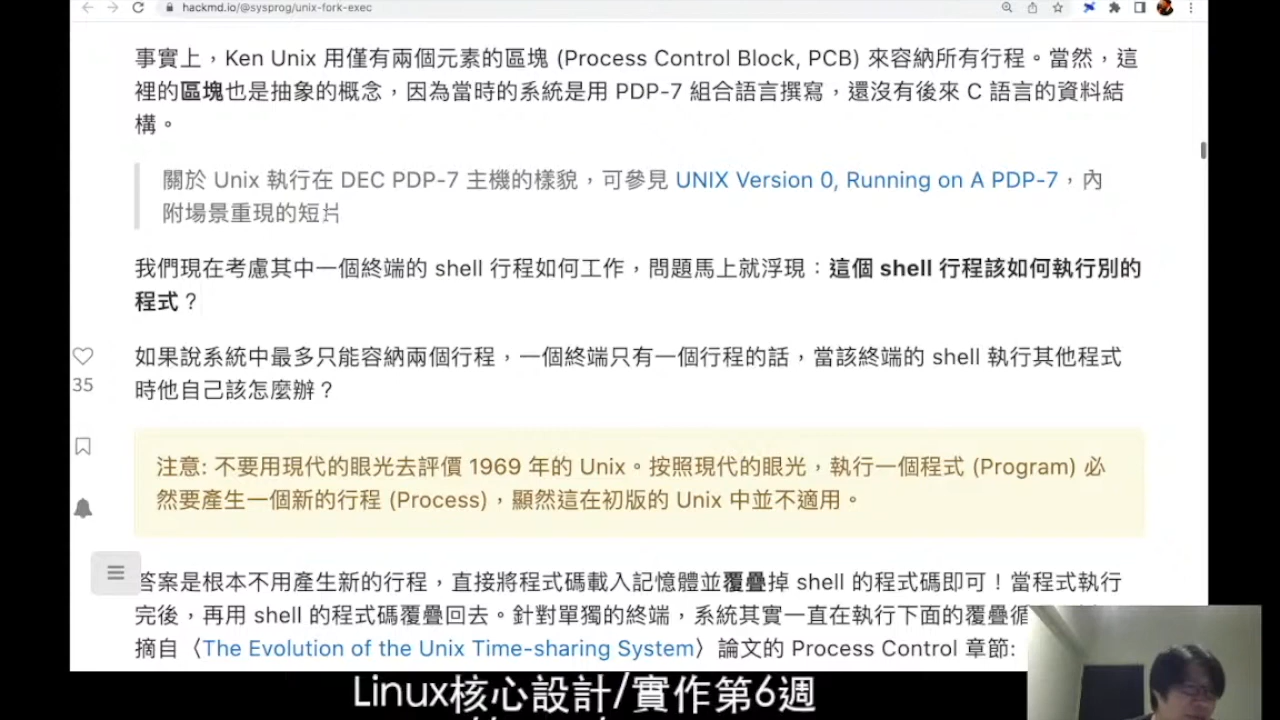 hackmd.io/@sysprog/unix-fork-exec
事實上，Ken Unix 用僅有兩個元素的區塊 (Process Control Block, PCB) 來容納所有行程。當然，這
裡的區塊也是抽象的概念，因為當時的系統是用 PDP-7 組合語言撰寫，還沒有後來 C 語言的資料結
構。
關於 Unix 執行在 DEC PDP-7 主機的樣貌，可參見 UNIX Version 0, Running on A PDP-7，內
附場景重現的短片
我們現在考慮其中一個終端的 shell 行程如何工作，問題馬上就浮現：這個 shell 行程該如何執行別的
程式？
如果說系統中最多只能容納兩個行程，一個終端只有一個行程的話，當該終端的 shell 執行其他程式
時他自己該怎麼辦？
35
注意: 不要用現代的眼光去評價 1969 年的 Unix。按照現代的眼光，執行一個程式 (Program) 必
然要產生一個新的行程 (Process)，顯然這在初版的 Unix 中並不適用。
答案是根本不用產生新的行程，直接將程式碼載入記憶體並覆疊掉 shell 的程式碼即可！當程式執行
完後，再用 shell 的程式碼覆疊回去。針對單獨的終端，系統其實一直在執行下面的覆疊循
摘自〈The Evolution of the Unix Time-sharing System〉論文的 Process Control 章節:
Linux核心設計/實作第6週